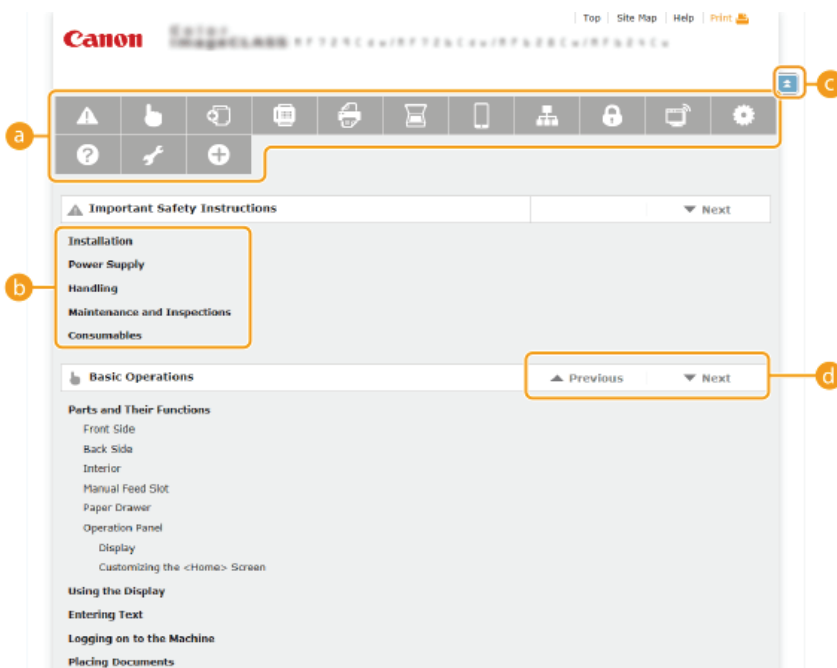 Top Site Map Help Print
Canon
a
c
Important Safety Instructions Next
b
Installation
Power Supply
Handling
Maintenance and Inspections
Consumables
Basic Operations Previous Next
d
Parts and Their Functions
Front Side
Back Side
Interior
Manual Feed Slot
Paper Drawer
Operation Panel
Display
Customizing the <Home> Screen
Using the Display
Entering Text
Logging on to the Machine
Placing Documents